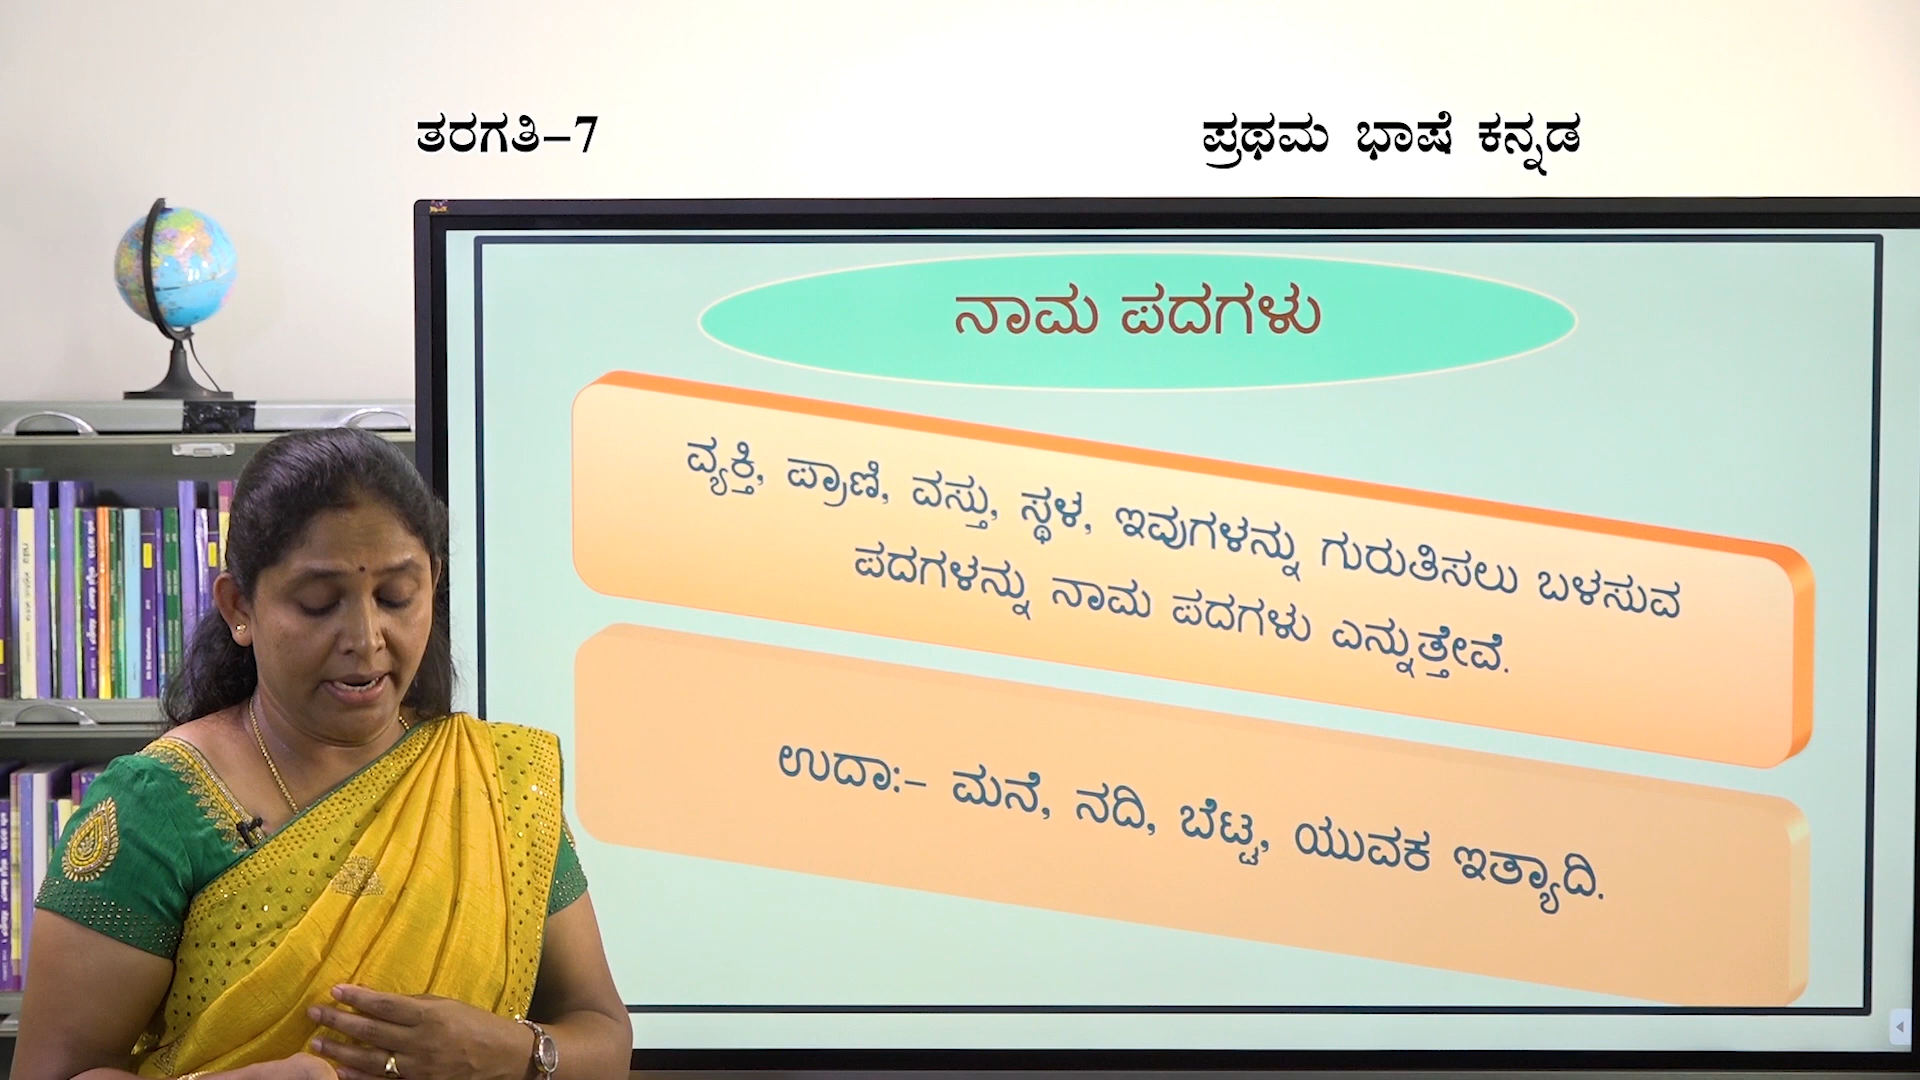 ತರಗತಿ–7
ಪ್ರಥಮ ಭಾಷೆ ಕನ್ನಡ
ನಾಮ ಪದಗಳು
ವ್ಯಕ್ತಿ, ಪ್ರಾಣಿ, ವಸ್ತು, ಸ್ಥಳ, ಇವುಗಳನ್ನು ಗುರುತಿಸಲು ಬಳಸುವ
ಪದಗಳನ್ನು ನಾಮ ಪದಗಳು ಎನ್ನುತ್ತೇವೆ.
ಉದಾ:– ಮನೆ, ನದಿ, ಬೆಟ್ಟ, ಯುವಕ ಇತ್ಯಾದಿ.